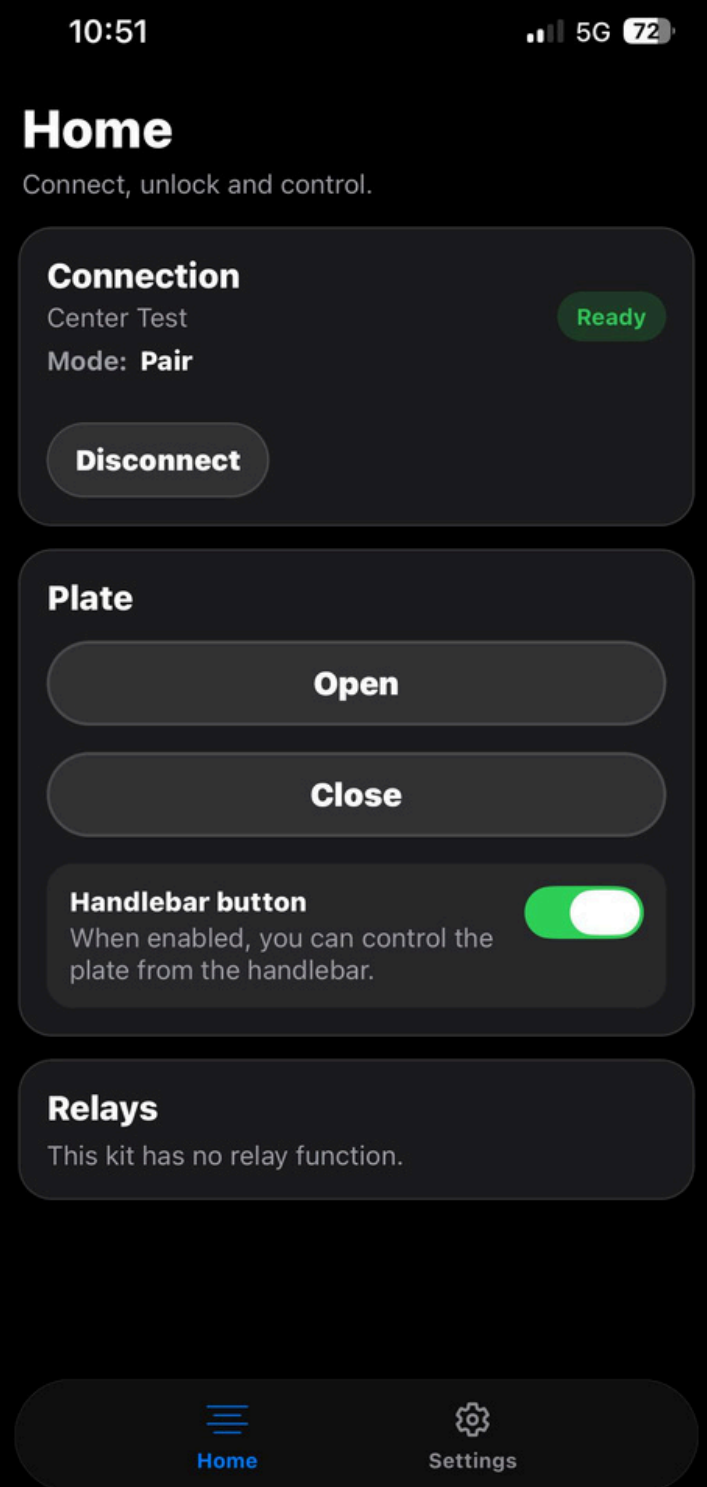 10:51
5G 72
Home
Connect, unlock and control.
Connection
Center Test
Ready
Mode: Pair
Disconnect
Plate
Open
Close
Handlebar button
When enabled, you can control the
plate from the handlebar.
Relays
This kit has no relay function.
Home
Settings